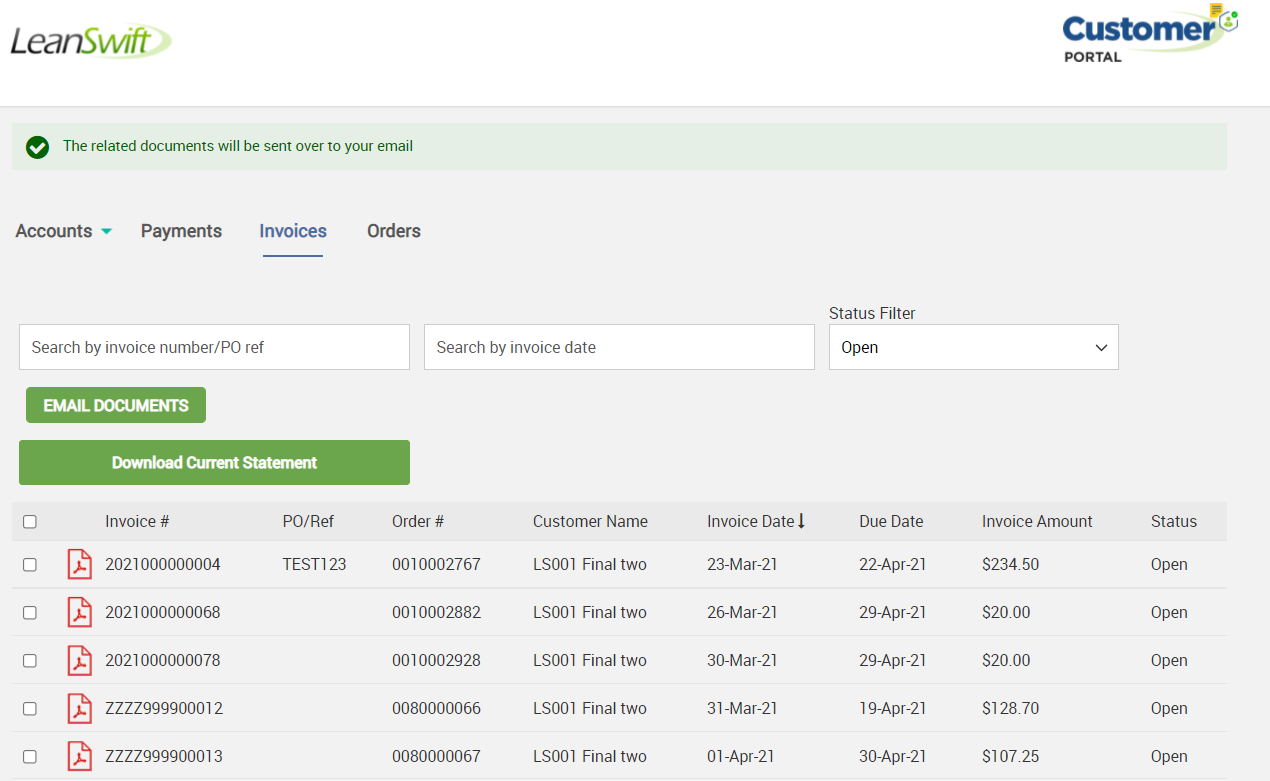 LeanSwift
Customer
PORTAL
The related documents will be sent over to your email
Accounts Payments Invoices Orders
Status Filter
Search by invoice number/PO ref Search by invoice date Open
EMAIL DOCUMENTS
Download Current Statement
Invoice # PO/Ref Order # Customer Name Invoice Date Due Date Invoice Amount Status
2021000000004 TEST123 0010002767 LS001 Final two 23-Mar-21 22-Apr-21 $234.50 Open
2021000000068 0010002882 LS001 Final two 26-Mar-21 29-Apr-21 $20.00 Open
2021000000078 0010002928 LS001 Final two 30-Mar-21 29-Apr-21 $20.00 Open
ZZZZ999900012 0080000066 LS001 Final two 31-Mar-21 19-Apr-21 $128.70 Open
ZZZZ999900013 0080000067 LS001 Final two 01-Apr-21 30-Apr-21 $107.25 Open